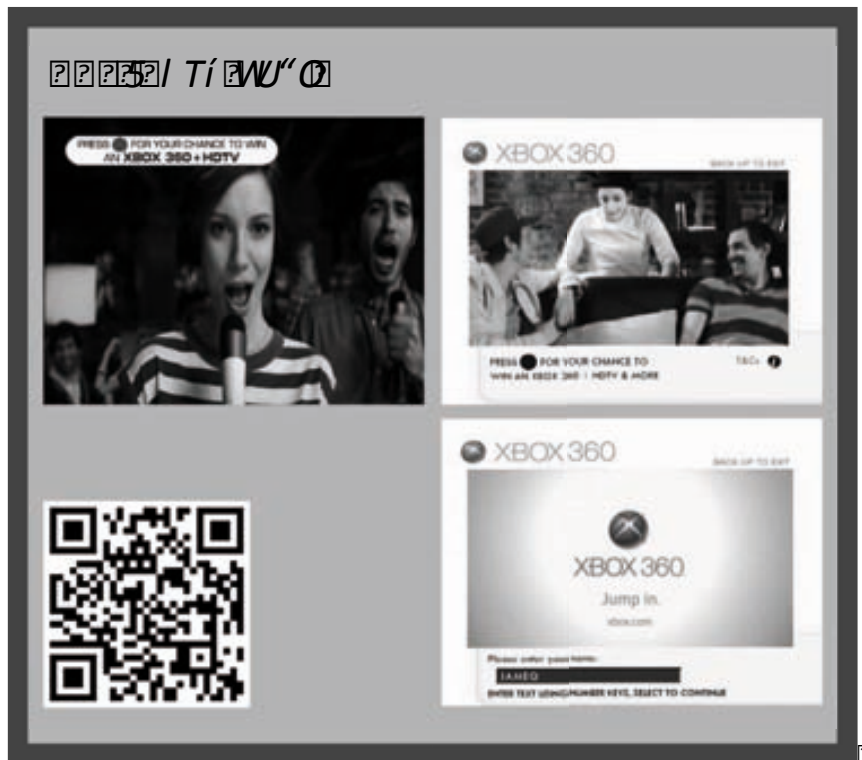 PRESS FOR YOUR CHANCE TO WIN
AN XBOX 360 + HDTV
XBOX 360
BACK UP TO EXIT
PRESS FOR YOUR CHANCE TO
WIN AN XBOX 360 + HDTV & MORE
T&Cs i
XBOX 360
BACK UP TO EXIT
XBOX 360
Jump in.
xbox.com
Please enter your name:
ENTER TEXT USING NUMBER KEYS, SELECT TO CONTINUE